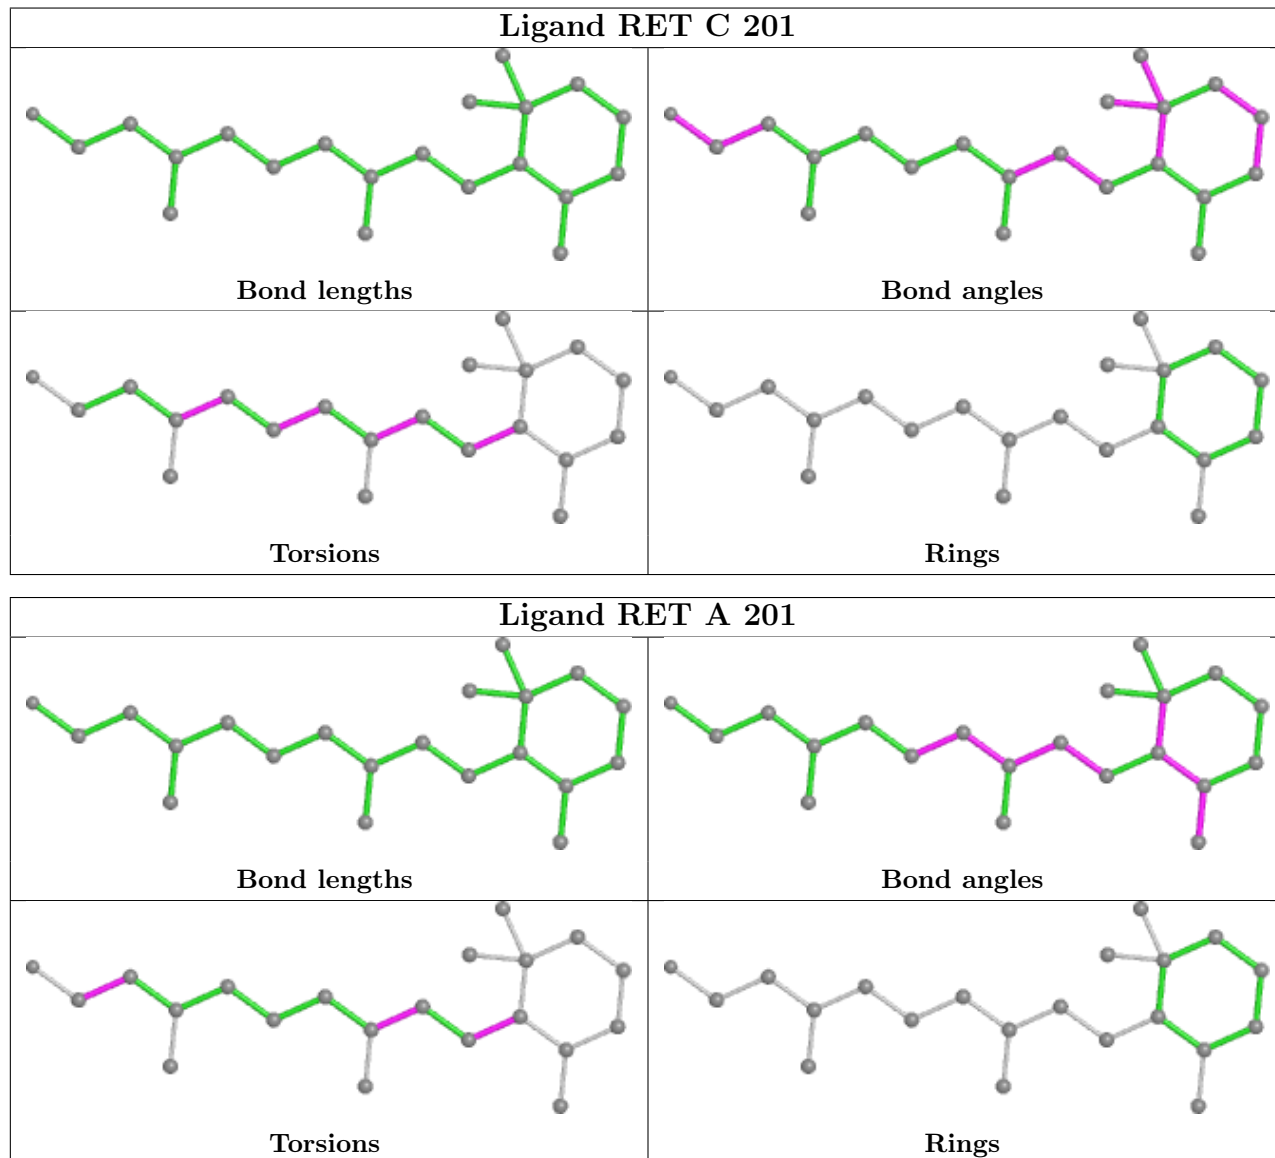 Ligand RET C 201
Bond lengths
Bond angles
Torsions
Rings
Ligand RET A 201
Bond lengths
Bond angles
Torsions
Rings